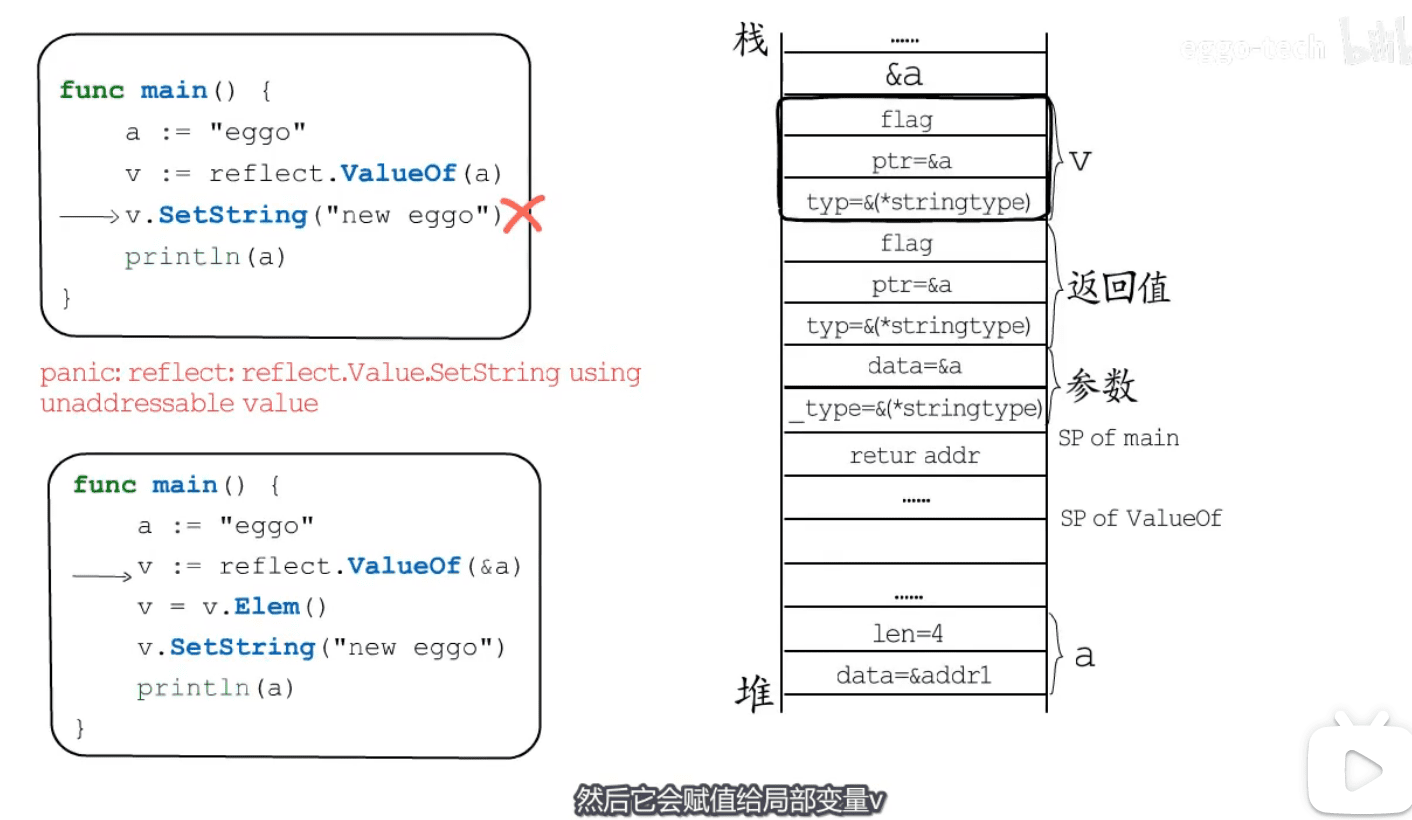 func main() {
a := "eggo"
v := reflect.ValueOf(a)
v.SetString("new eggo")
println(a)
}
panic: reflect: reflect.Value.SetString using
unaddressable value
func main() {
a := "eggo"
v := reflect.ValueOf(&a)
v = v.Elem()
v.SetString("new eggo")
println(a)
}
栈
......
&a
flag
ptr=&a
typ=&(*stringtype)
v
flag
ptr=&a
typ=&(*stringtype)
返回值
data=&a
_type=&(*stringtype)
参数
SP of main
retur addr
......
SP of ValueOf
......
len=4
data=&addr1
a
堆
eggo-tech bilibili
然后它会赋值给局部变量v